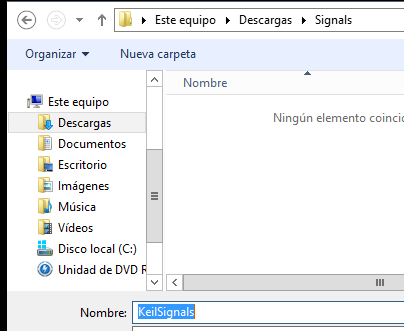 Este equipo Descargas Signals
Organizar Nueva carpeta
Nombre
Ningún elemento
Este equipo
Descargas
Documentos
Escritorio
Imágenes
Música
Vídeos
Disco local (C:)
Unidad de DVD R
Nombre: KeilSignals